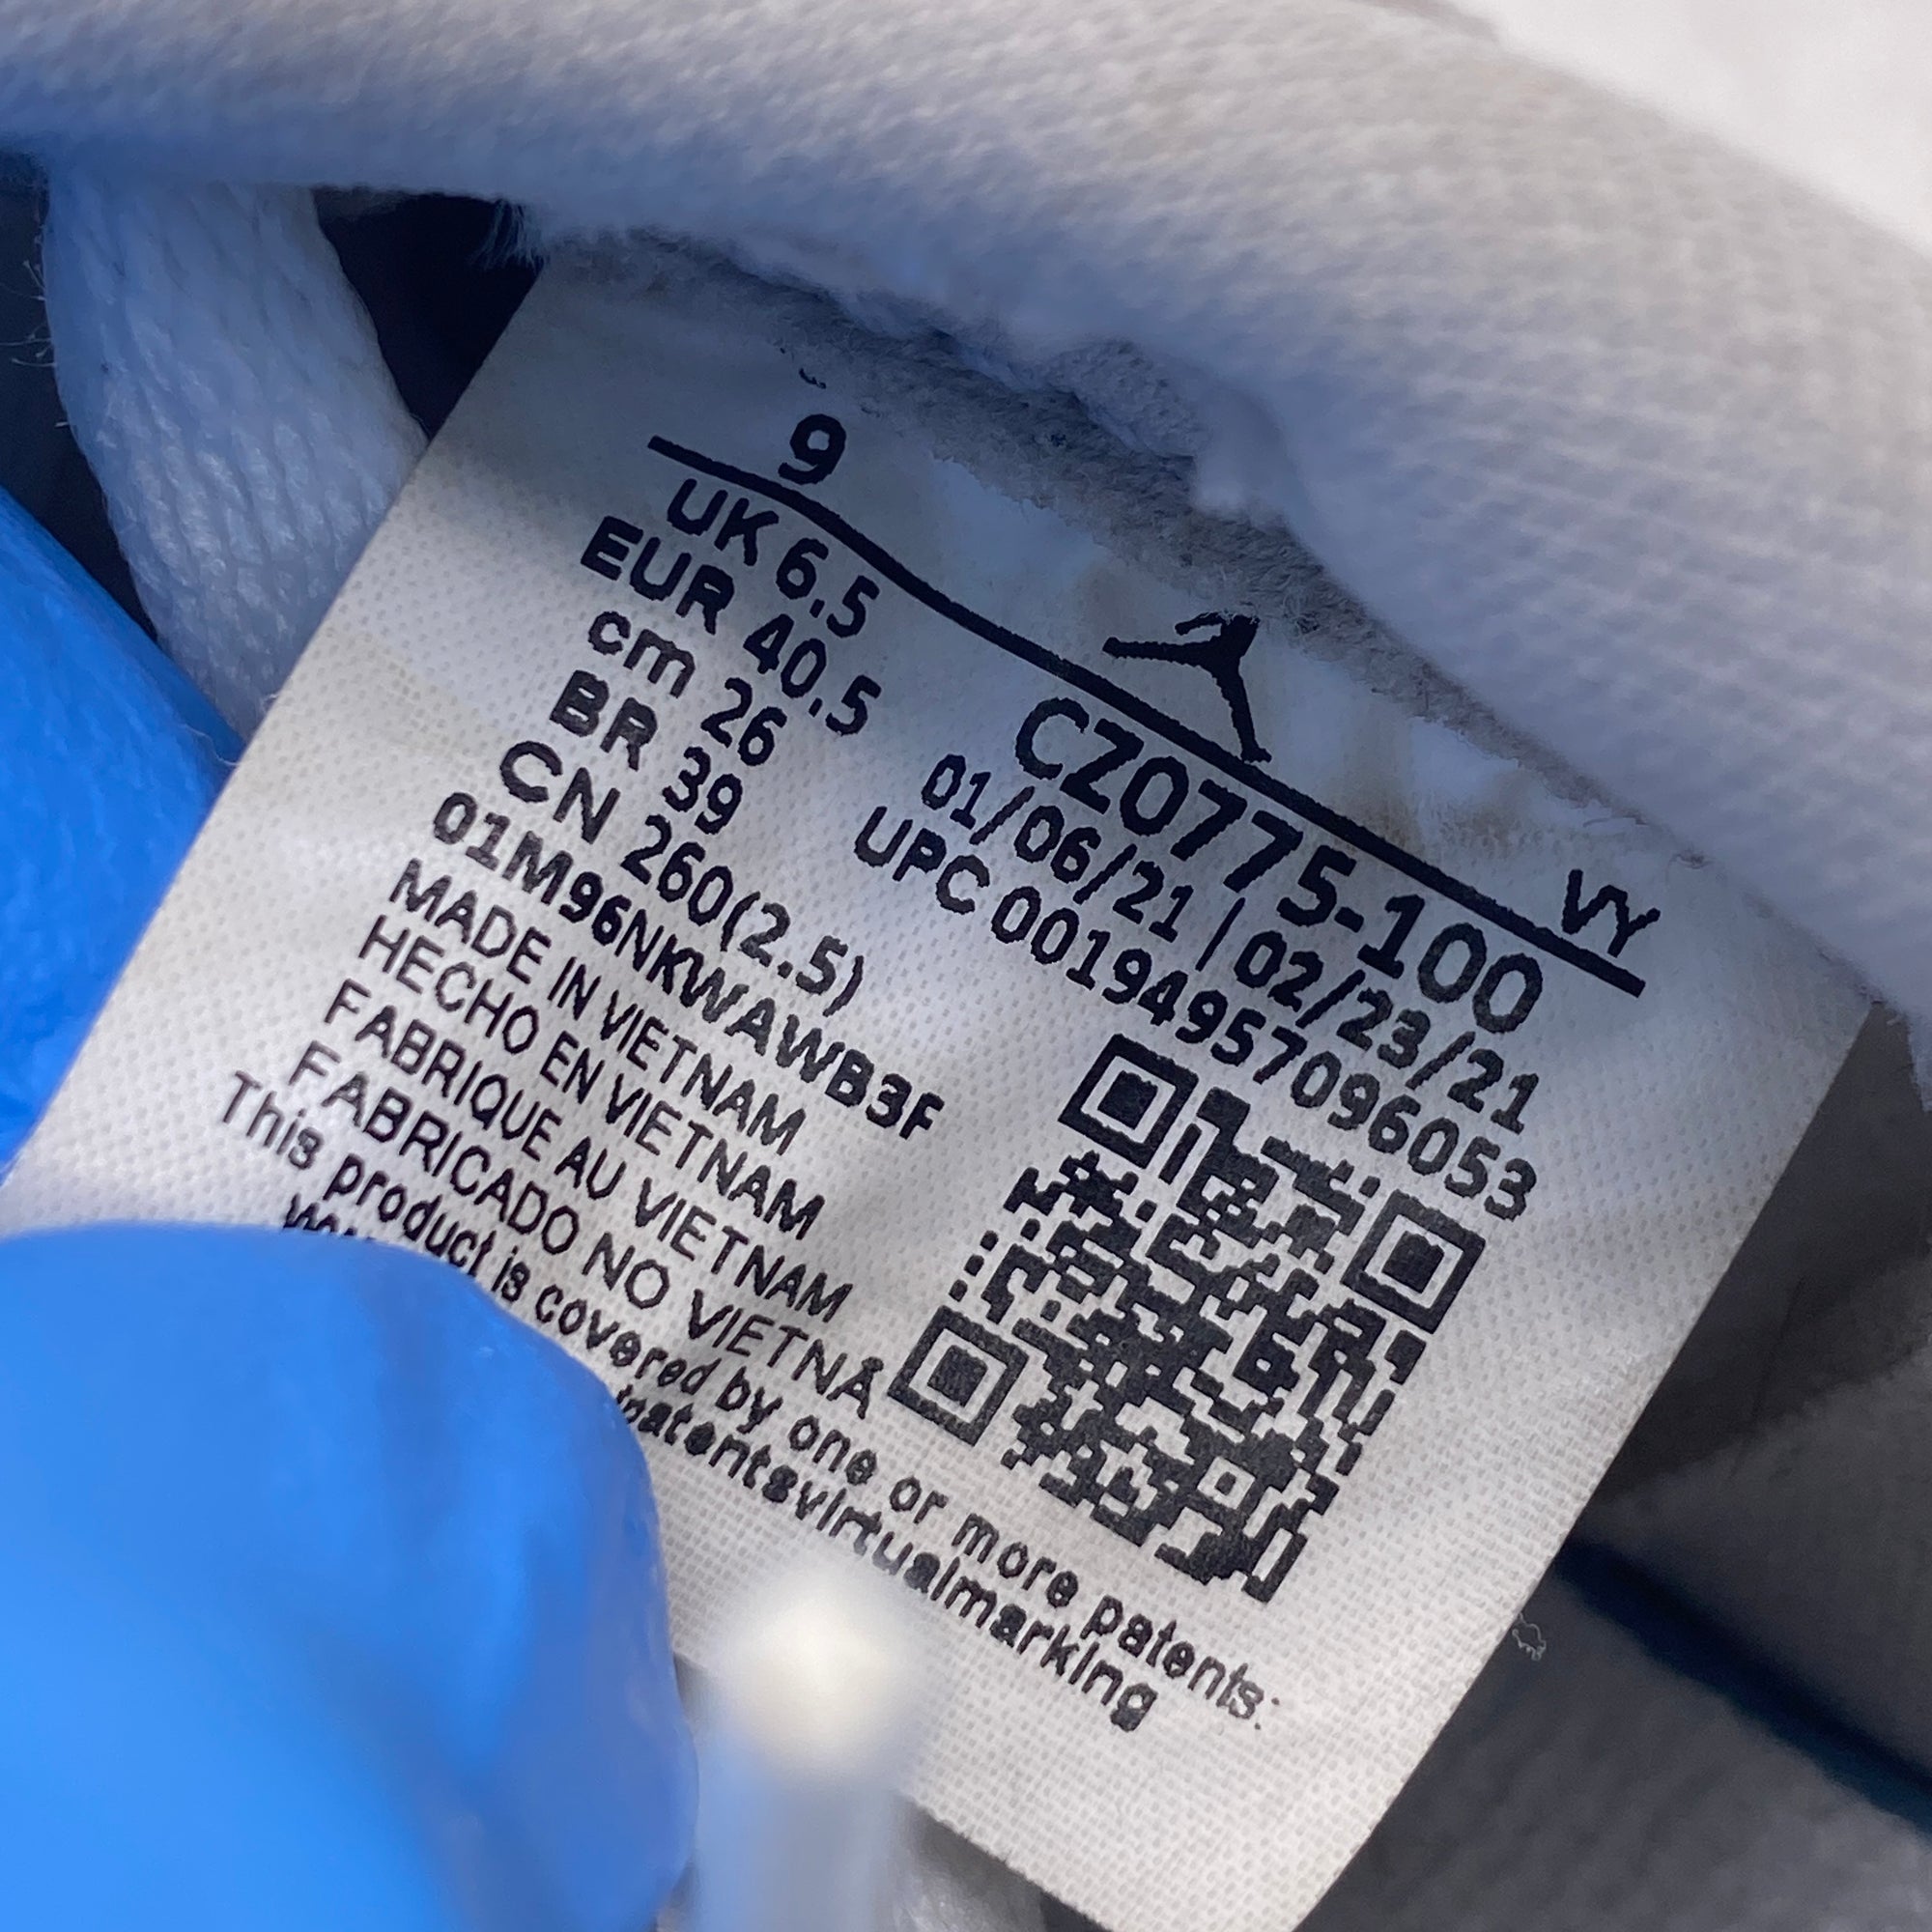 9
VY
UK 6.5
EUR 40.5
cm 26
BR 39
CN 260(2.5)
01M96NKWAWB3F
CZ0775-100
01/06/21 | 02/23/21
UPC 00194957096053
MADE IN VIETNAM
HECHO EN VIETNAM
FABRIQUE AU VIETNAM
FABRICADO NO VIETNÃ
This product is covered by one or more patents:
patentsvirtualmarking